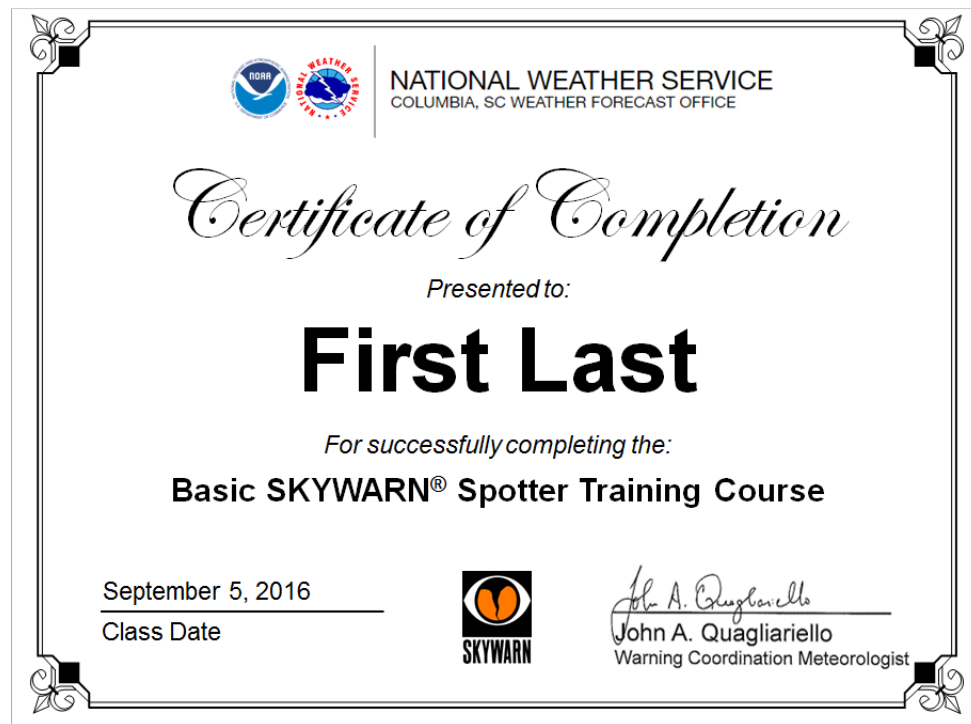 NOAA
NATIONAL WEATHER SERVICE
NATIONAL WEATHER SERVICE
COLUMBIA, SC WEATHER FORECAST OFFICE
Certificate of Completion
Presented to:
First Last
For successfully completing the:
Basic SKYWARN® Spotter Training Course
September 5, 2016
Class Date
SKYWARN
John A. Quagliariello
John A. Quagliariello
Warning Coordination Meteorologist